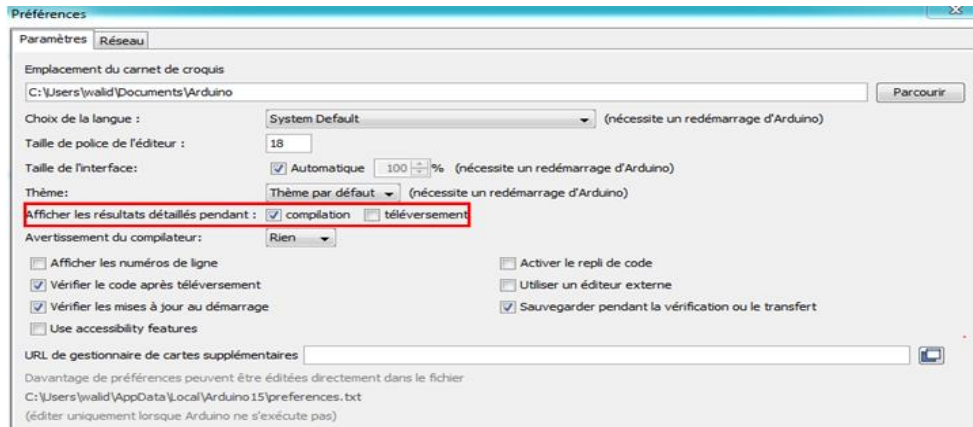 Préférences
Paramètres Réseau
Emplacement du carnet de croquis
C:\Users\walid\Documents\Arduino Parcourir
Choix de la langue : System Default (nécessite un redémarrage d'Arduino)
Taille de police de l'éditeur : 18
Taille de l'interface: Automatique 100 % (nécessite un redémarrage d'Arduino)
Thème: Thème par défaut (nécessite un redémarrage d'Arduino)
Afficher les résultats détaillés pendant : compilation téléversement
Avertissement du compilateur: Rien
Afficher les numéros de ligne Activer le repli de code
Vérifier le code après téléversement Utiliser un éditeur externe
Vérifier les mises à jour au démarrage Sauvegarder pendant la vérification ou le transfert
Use accessibility features
URL de gestionnaire de cartes supplémentaires
Davantage de préférences peuvent être éditées directement dans le fichier
C:\Users\walid\AppData\Local\Arduino15\preferences.txt
(éditer uniquement lorsque Arduino ne s'exécute pas)